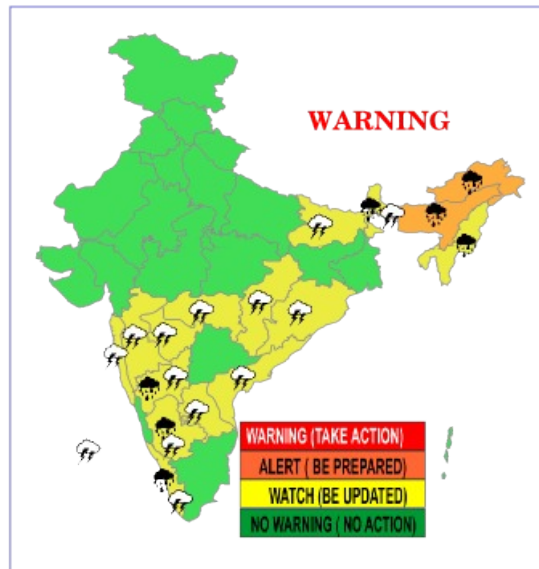 WARNING
WARNING (TAKE ACTION)
ALERT ( BE PREPARED)
WATCH (BE UPDATED)
NO WARNING ( NO ACTION)